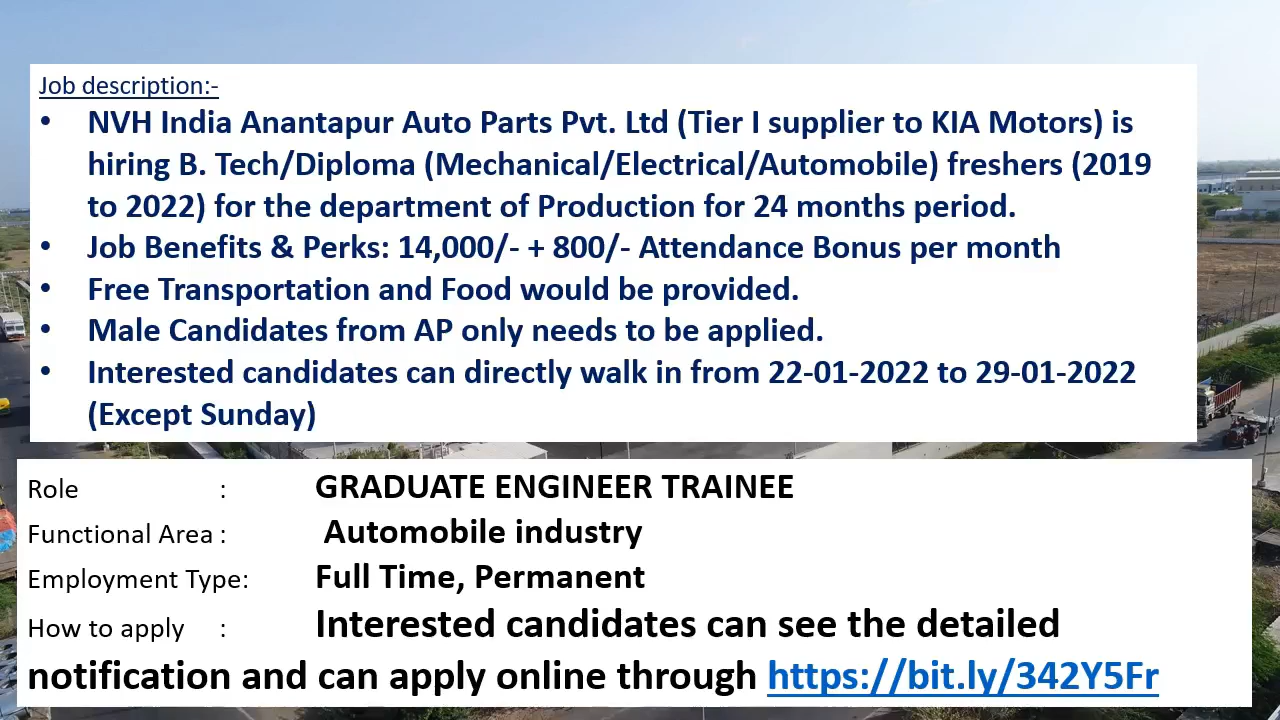 Job description:-
• NVH India Anantapur Auto Parts Pvt. Ltd (Tier I supplier to KIA Motors) is
hiring B. Tech/Diploma (Mechanical/Electrical/Automobile) freshers (2019
to 2022) for the department of Production for 24 months period.
• Job Benefits & Perks: 14,000/- + 800/- Attendance Bonus per month
• Free Transportation and Food would be provided.
• Male Candidates from AP only needs to be applied.
• Interested candidates can directly walk in from 22-01-2022 to 29-01-2022
(Except Sunday)
Role : GRADUATE ENGINEER TRAINEE
Functional Area : Automobile industry
Employment Type: Full Time, Permanent
How to apply : Interested candidates can see the detailed
notification and can apply online through https://bit.ly/342Y5Fr